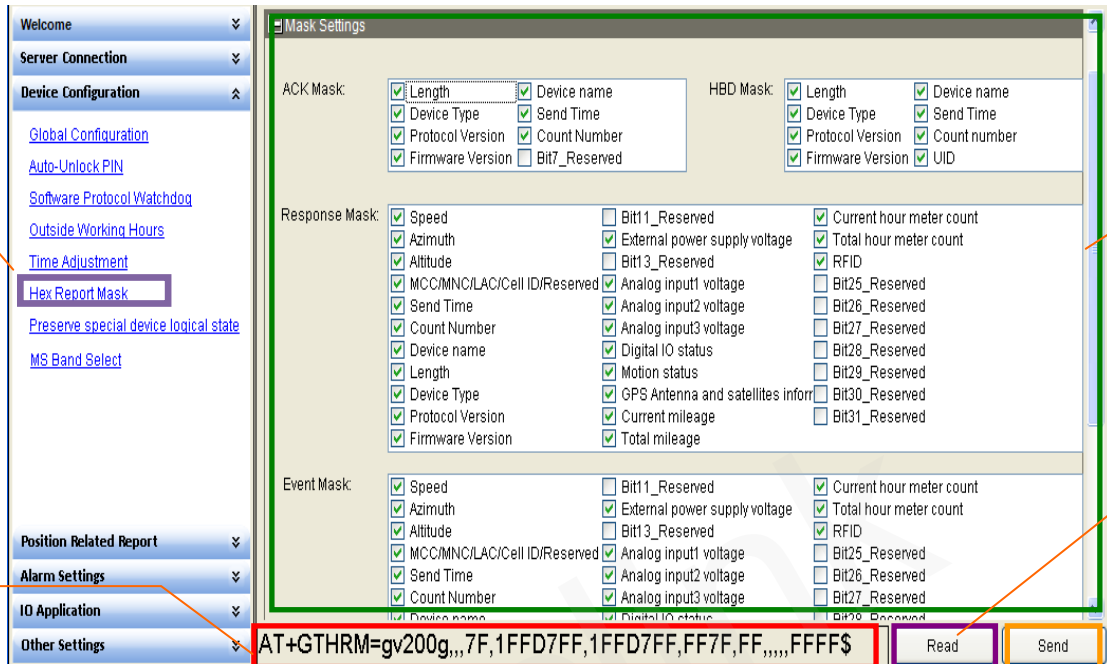 Welcome
Server Connection
Device Configuration
Global Configuration
Auto-Unlock PIN
Software Protocol Watchdog
Outside Working Hours
Time Adjustment
Hex Report Mask
Preserve special device logical state
MS Band Select
Position Related Report
Alarm Settings
IO Application
Other Settings
Mask Settings
ACK Mask:
Length Device name
Device Type Send Time
Protocol Version Count Number
Firmware Version Bit7_Reserved
HBD Mask:
Length Device name
Device Type Send Time
Protocol Version Count number
Firmware Version UID
Response Mask:
Speed Bit11_Reserved Current hour meter count
Azimuth External power supply voltage Total hour meter count
Altitude Bit13_Reserved RFID
MCC/MNC/LAC/Cell ID/Reserved Analog input1 voltage Bit25_Reserved
Send Time Analog input2 voltage Bit26_Reserved
Count Number Analog input3 voltage Bit27_Reserved
Device name Digital IO status Bit28_Reserved
Length Motion status Bit29_Reserved
Device Type GPS Antenna and satellites inforr Bit30_Reserved
Protocol Version Current mileage Bit31_Reserved
Firmware Version Total mileage
Event Mask:
Speed Bit11_Reserved Current hour meter count
Azimuth External power supply voltage Total hour meter count
Altitude Bit13_Reserved RFID
MCC/MNC/LAC/Cell ID/Reserved Analog input1 voltage Bit25_Reserved
Send Time Analog input2 voltage Bit26_Reserved
Count Number Analog input3 voltage Bit27_Reserved
Device name Digital IO status Bit28_Reserved
AT+GTHRM=gv200g,,,7F,1FFD7FF,1FFD7FF,FF7F,FF,,,,,FFFF$
Read Send